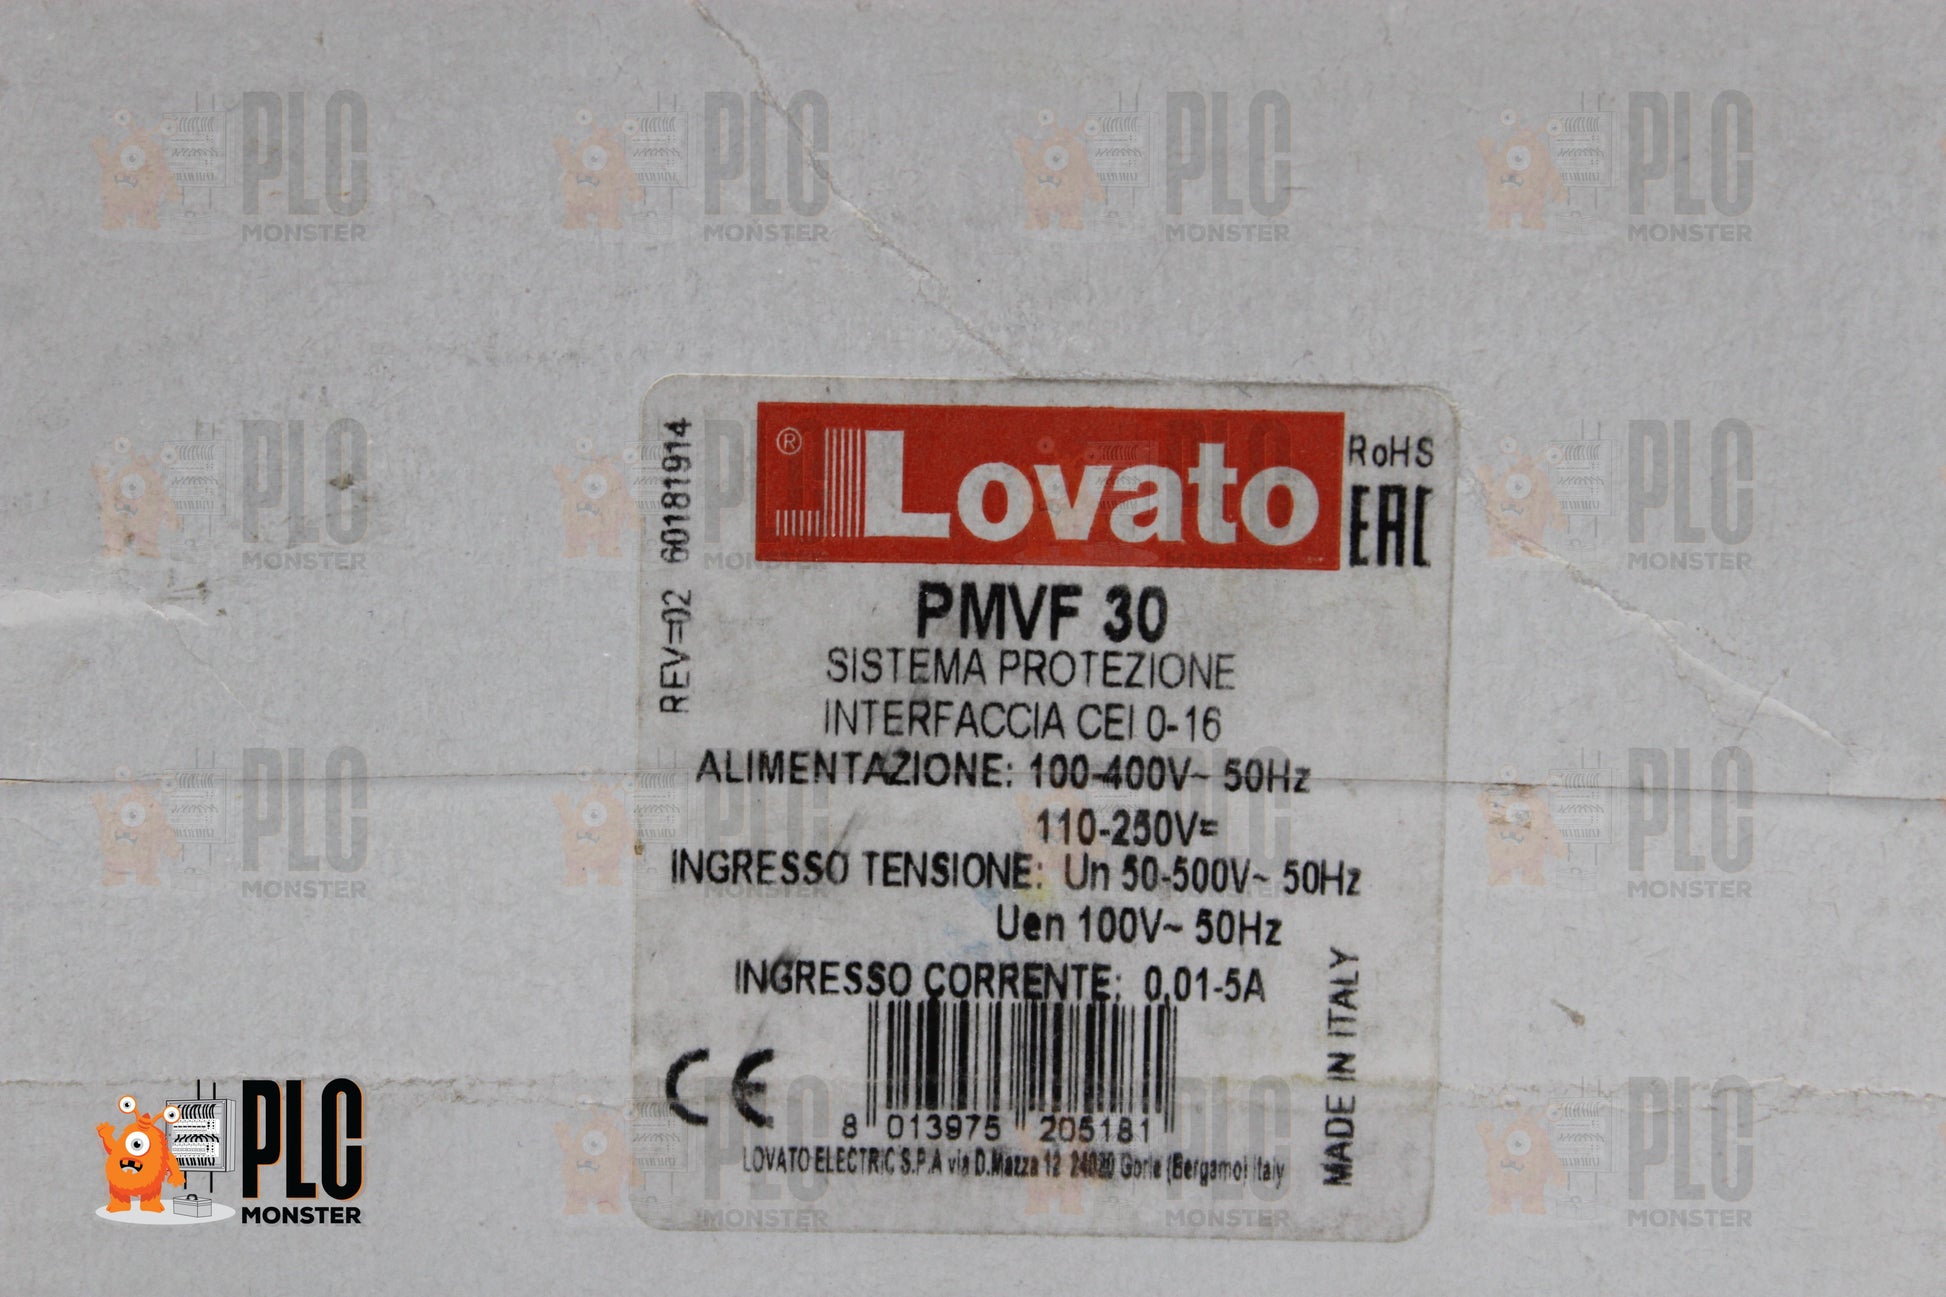 ® Lovato
RoHS
EAC
REV=02 60181914
PMVF 30
SISTEMA PROTEZIONE
INTERFACCIA CEI 0-16
ALIMENTAZIONE: 100-400V~ 50Hz
110-250V=
INGRESSO TENSIONE: Un 50-500V~ 50Hz
Uen 100V~ 50Hz
INGRESSO CORRENTE: 0,01-5A
CE
8 013975 205181
LOVATO ELECTRIC S.P.A via D.Mazza 12 24020 Gorle (Bergamo) Italy
MADE IN ITALY
PLC
MONSTER